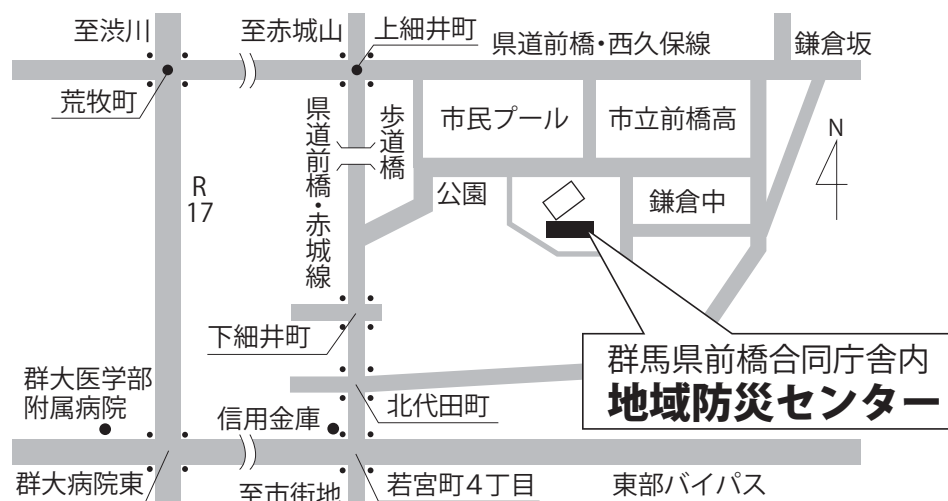 至渋川
至赤城山
上細井町
県道前橋・西久保線
鎌倉坂
荒牧町
県道前橋・赤城線
歩道橋
市民プール
市立前橋高
N
R
17
公園
鎌倉中
下細井町
群馬県前橋合同庁舎内
地域防災センター
群大医学部
附属病院
信用金庫
北代田町
群大病院東
至市街地
若宮町4丁目
東部バイパス